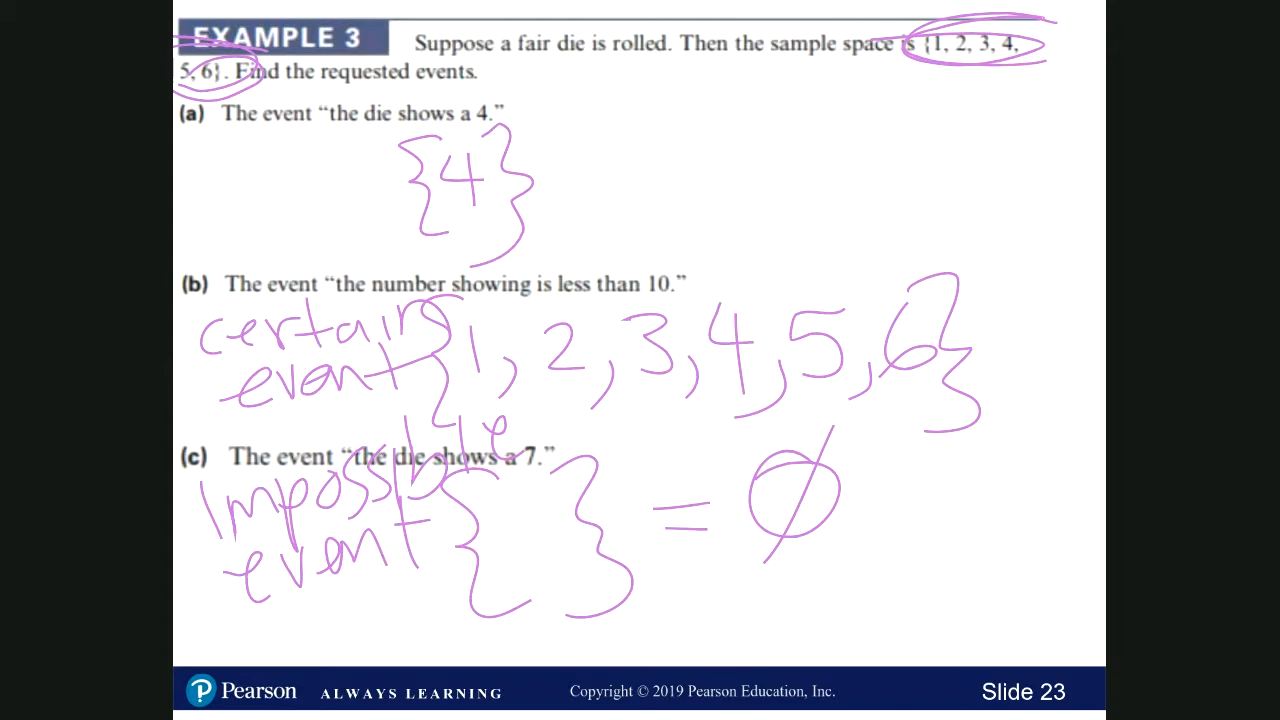 EXAMPLE 3 Suppose a fair die is rolled. Then the sample space is {1, 2, 3, 4,
5, 6}. Find the requested events.
(a) The event “the die shows a 4.”
{4}
(b) The event “the number showing is less than 10.”
certain
event {1, 2, 3, 4, 5, 6}
(c) The event “the die shows a 7.”
impossible
event { } = ∅
Pearson ALWAYS LEARNING Copyright © 2019 Pearson Education, Inc. Slide 23